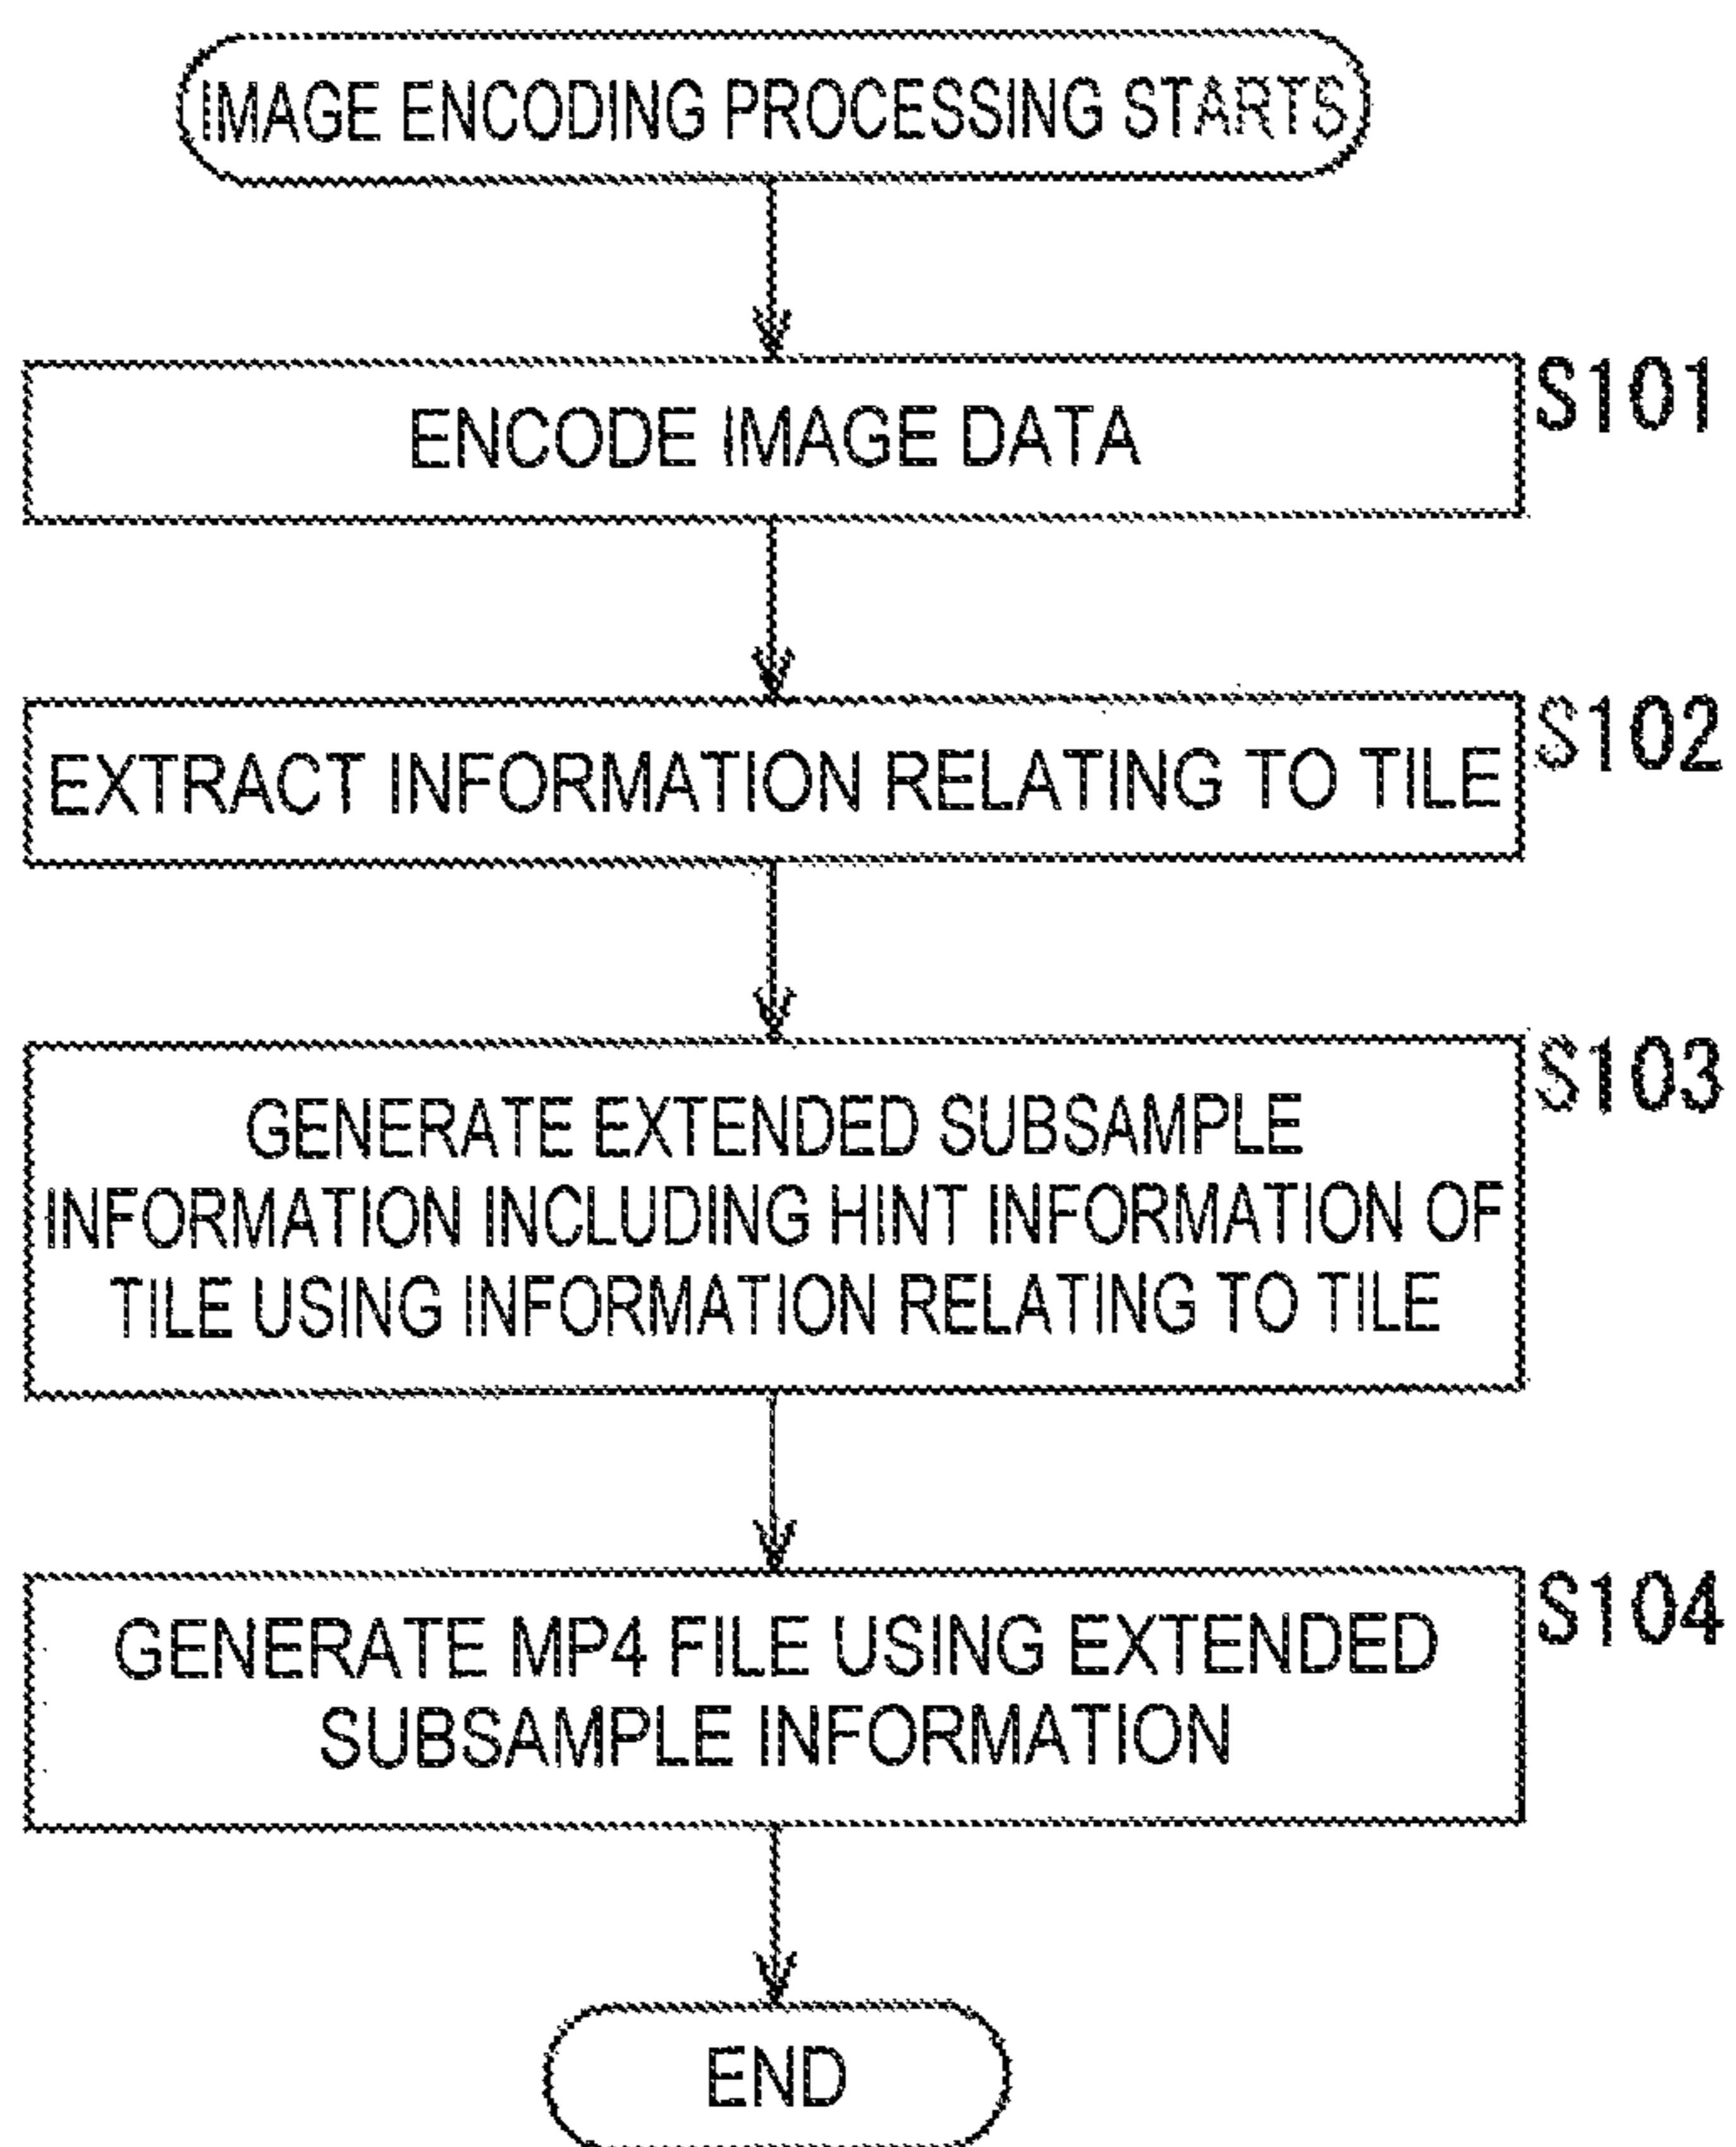 IMAGE ENCODING PROCESSING STARTS
S101
ENCODE IMAGE DATA
S102
EXTRACT INFORMATION RELATING TO TILE
S103
GENERATE EXTENDED SUBSAMPLE
INFORMATION INCLUDING HINT INFORMATION OF
TILE USING INFORMATION RELATING TO TILE
S104
GENERATE MP4 FILE USING EXTENDED
SUBSAMPLE INFORMATION
END